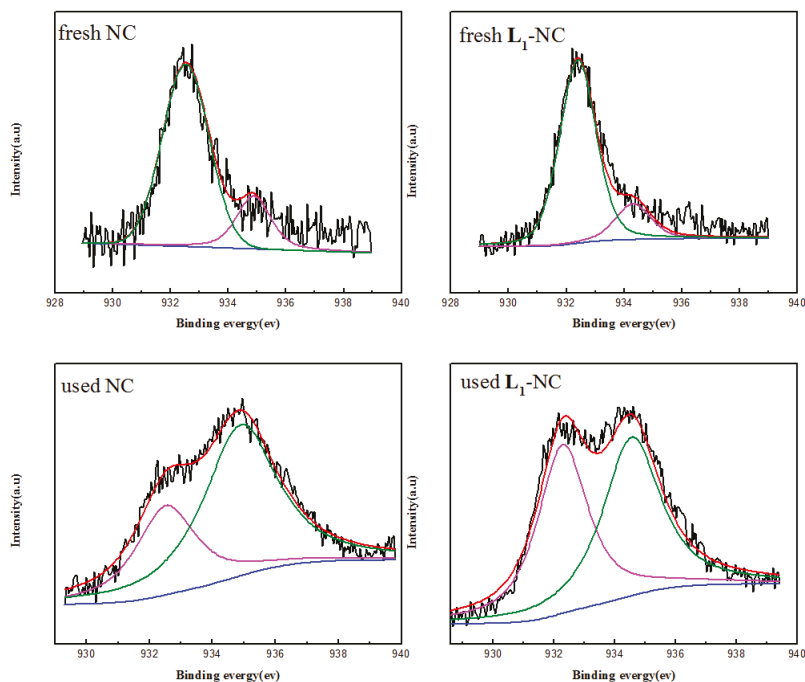 fresh NC
Intensity(a.u)
928 930 932 934 936 938 940
Binding evergy(ev)
fresh L₁-NC
Intensity(a.u)
928 930 932 934 936 938 940
Binding evergy(ev)
used NC
Intensity(a.u)
930 932 934 936 938 940
Binding evergy(ev)
used L₁-NC
Intensity(a.u)
930 932 934 936 938 940
Binding evergy(ev)